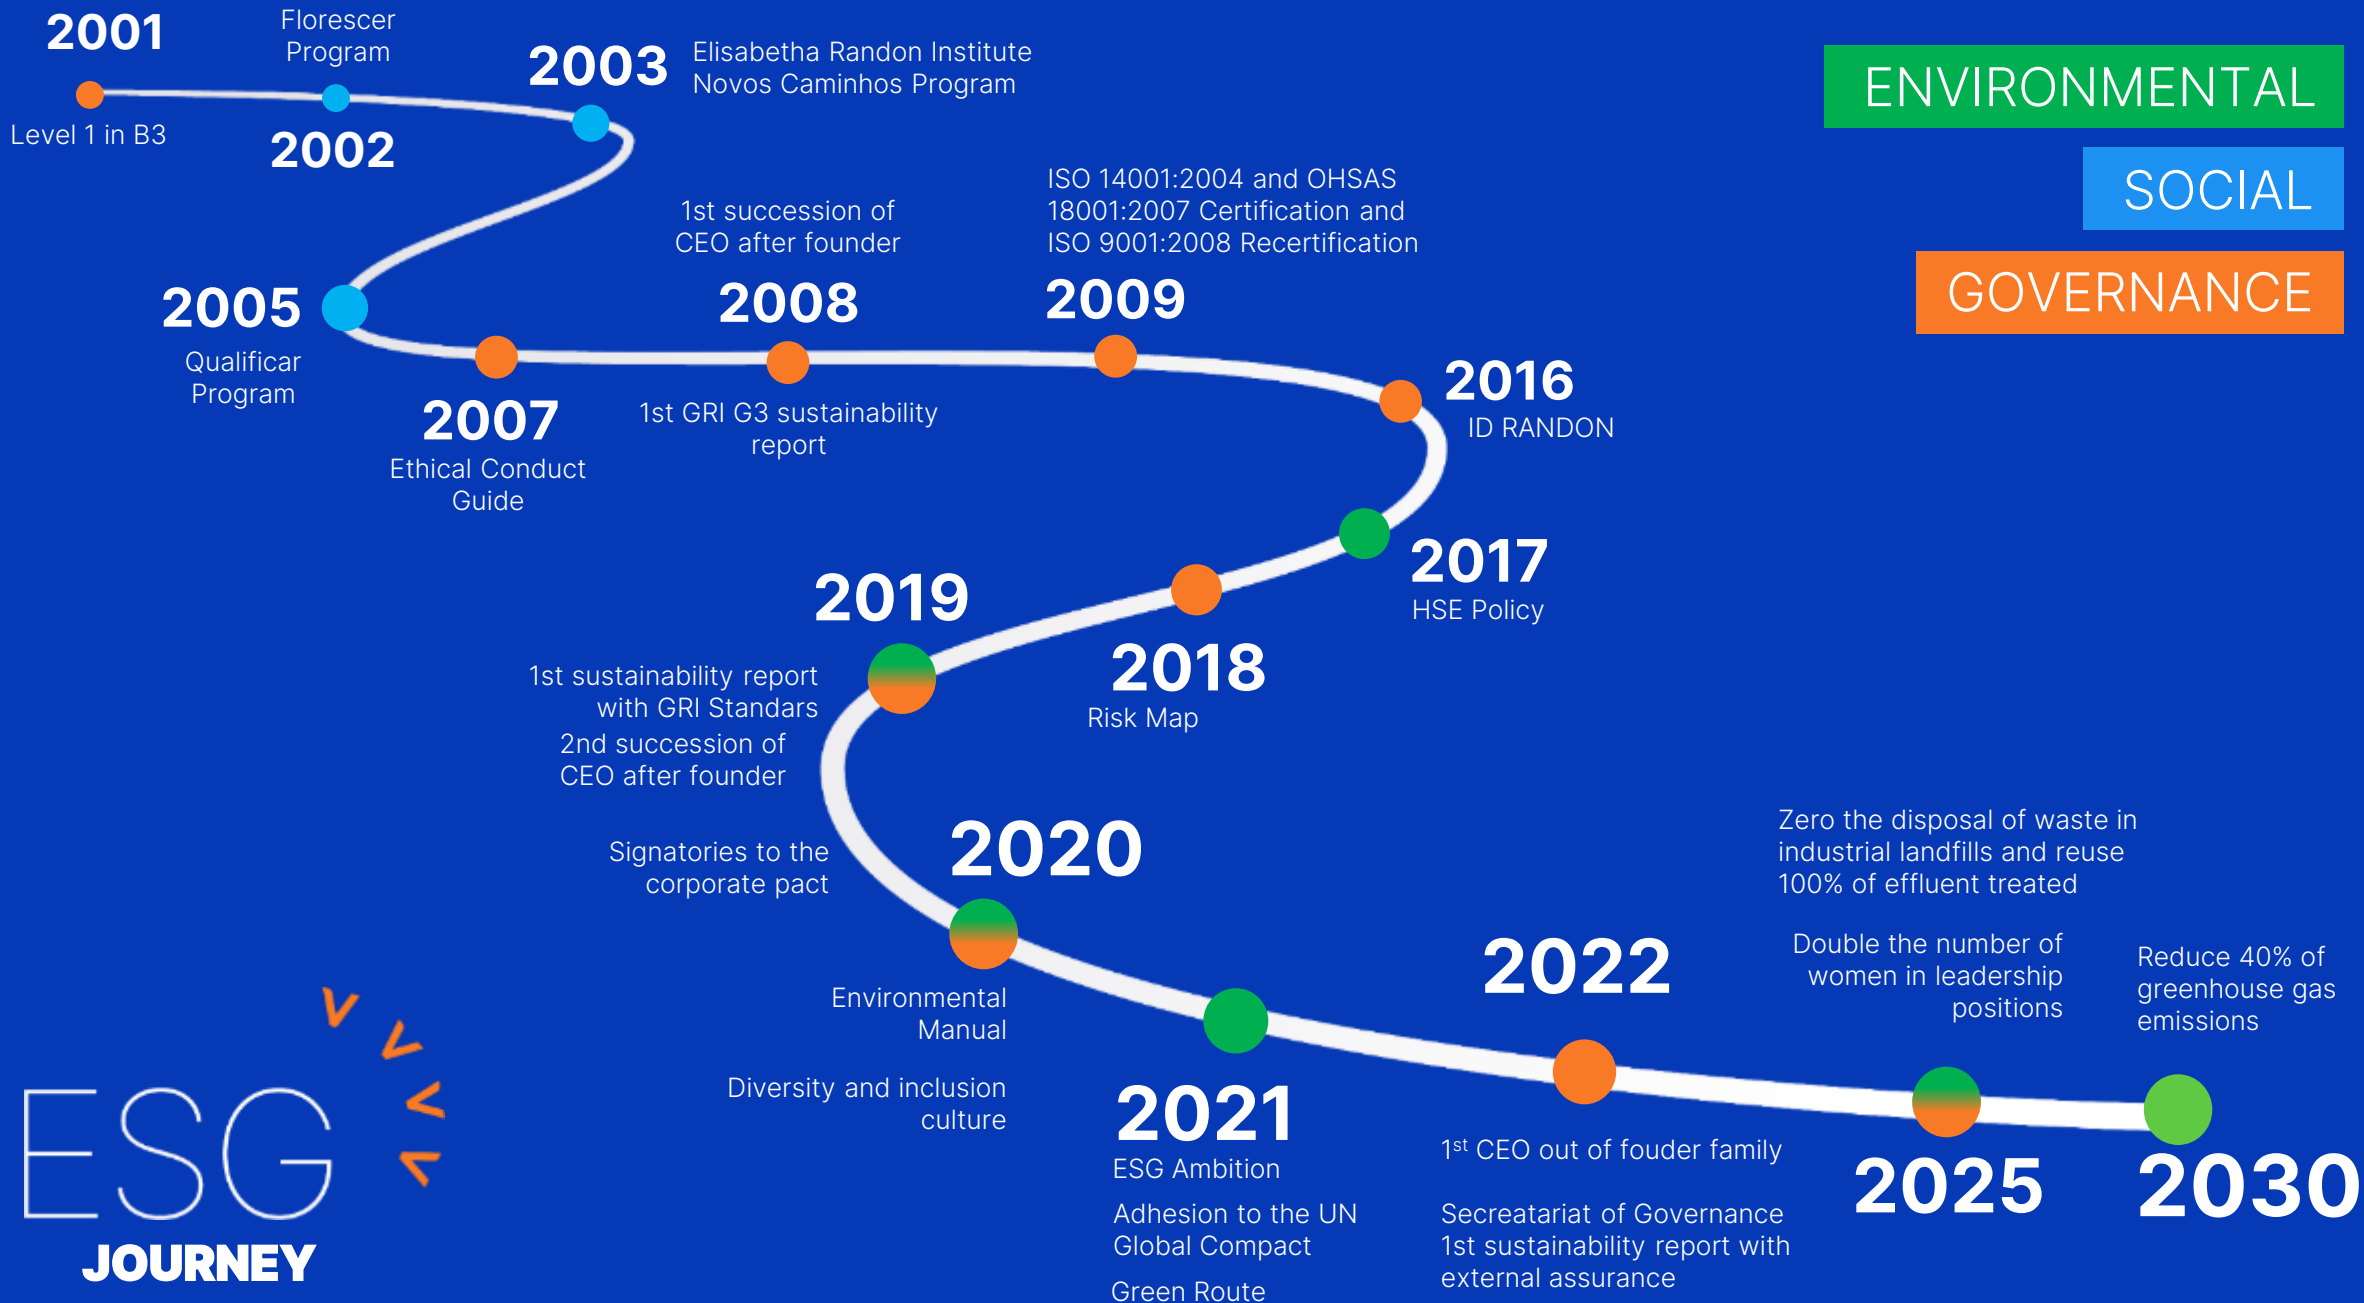 2001
Level 1 in B3
Florescer
Program
2002
2003
Elisabetha Randon Institute
Novos Caminhos Program
ENVIRONMENTAL
SOCIAL
GOVERNANCE
2005
Qualificar
Program
2007
Ethical Conduct
Guide
1st succession of
CEO after founder
2008
1st GRI G3 sustainability
report
ISO 14001:2004 and OHSAS
18001:2007 Certification and
ISO 9001:2008 Recertification
2009
2016
ID RANDON
2017
HSE Policy
2018
Risk Map
2019
1st sustainability report
with GRI Standars
2nd succession of
CEO after founder
Signatories to the
corporate pact
2020
Environmental
Manual
Diversity and inclusion
culture
2021
ESG Ambition
Adhesion to the UN
Global Compact
Green Route
2022
1st CEO out of fouder family
Secreatariat of Governance
1st sustainability report with
external assurance
Zero the disposal of waste in
industrial landfills and reuse
100% of effluent treated
Double the number of
women in leadership
positions
2025
Reduce 40% of
greenhouse gas
emissions
2030
ESG
JOURNEY